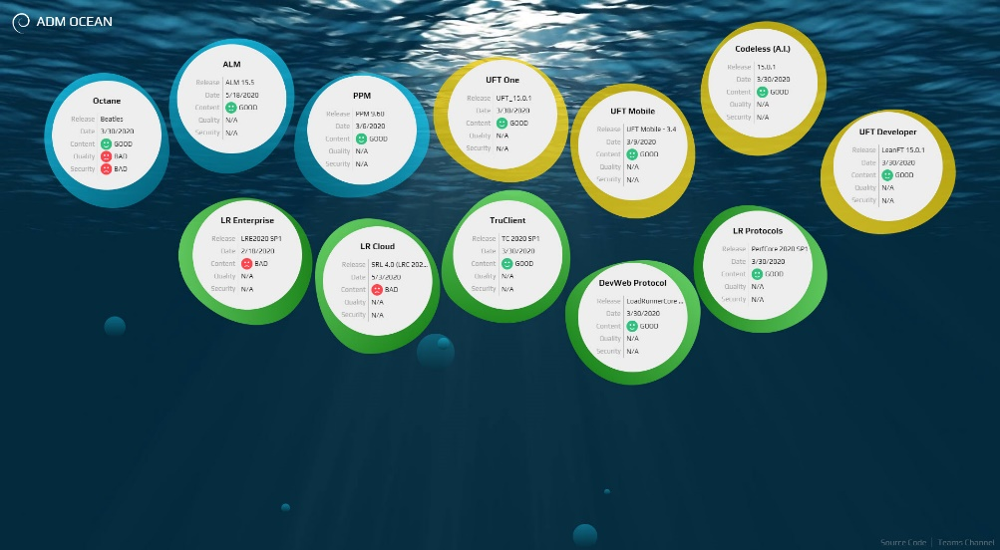 ADM OCEAN
Octane
Release Beatles
Date 3/30/2020
Content GOOD
Quality BAD
Security BAD
ALM
Release ALM 15.5
Date 5/18/2020
Content GOOD
Quality N/A
Security N/A
PPM
Release PPM 9.60
Date 3/6/2020
Content GOOD
Quality N/A
Security N/A
UFT One
Release UFT_15.0.1
Date 3/30/2020
Content GOOD
Quality N/A
Security N/A
UFT Mobile
Release UFT Mobile - 3.4
Date 3/9/2020
Content GOOD
Quality N/A
Security N/A
Codeless (A.I.)
Release 15.0.1
Date 3/30/2020
Content GOOD
Quality N/A
Security N/A
UFT Developer
Release LeanFT 15.0.1
Date 3/30/2020
Content GOOD
Quality N/A
Security N/A
LR Enterprise
Release LRE2020 SP1
Date 2/10/2020
Content BAD
Quality N/A
Security N/A
LR Cloud
Release SRL 4.0 (LRC 202...
Date 5/3/2020
Content BAD
Quality N/A
Security N/A
TruClient
Release TC 2020 SP1
Date 3/30/2020
Content GOOD
Quality N/A
Security N/A
DevWeb Protocol
Release LoadRunnerCore ...
Date 3/30/2020
Content GOOD
Quality N/A
Security N/A
LR Protocols
Release PerfCore 2020 SP1
Date 3/30/2020
Content GOOD
Quality N/A
Security N/A
Source Code | Teams Channel